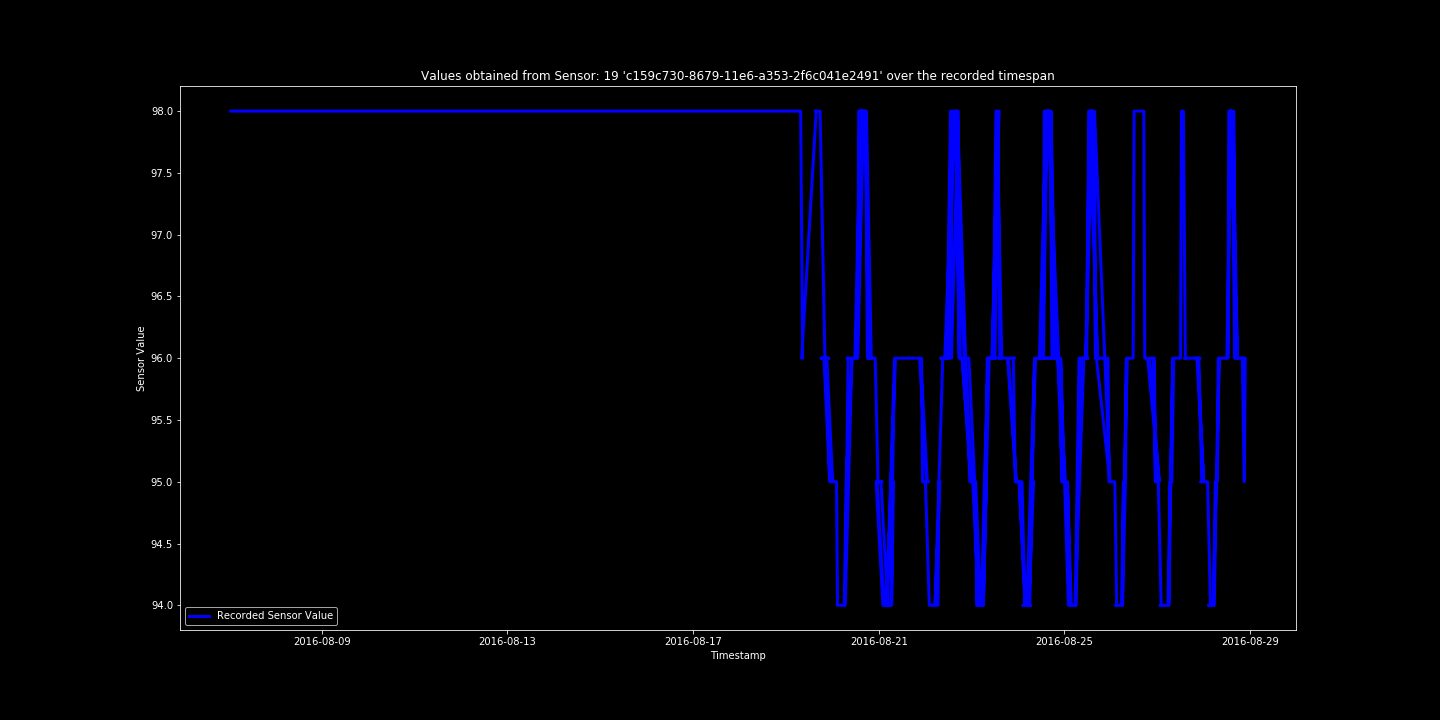 Values obtained from Sensor: 19 'c159c730-8679-11e6-a353-2f6c041e2491' over the recorded timespan
98.0
97.5
97.0
96.5
96.0
95.5
95.0
94.5
94.0
Sensor Value
Recorded Sensor Value
2016-08-09 2016-08-13 2016-08-17 2016-08-21 2016-08-25 2016-08-29
Timestamp